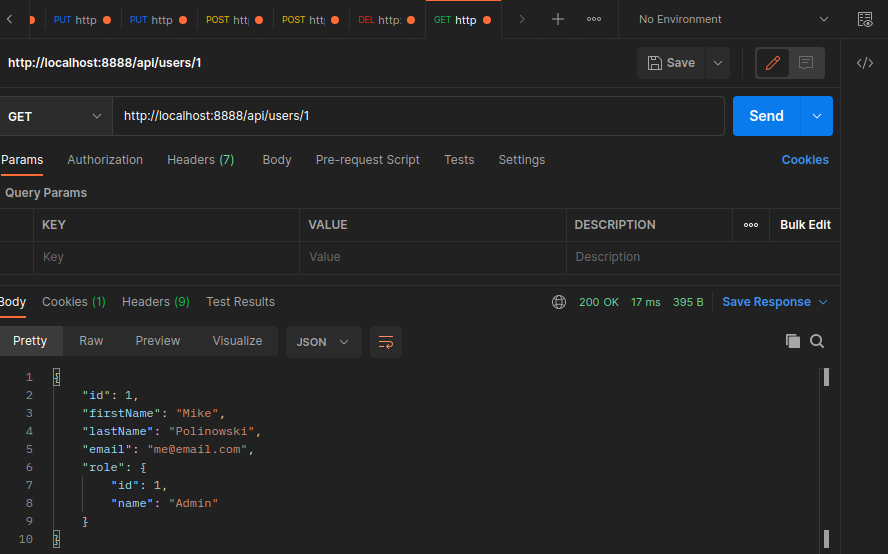 PUT http PUT http POST htt POST htt DEL http: GET http No Environment
http://localhost:8888/api/users/1 Save </>
GET http://localhost:8888/api/users/1 Send
Params Authorization Headers (7) Body Pre-request Script Tests Settings Cookies
Query Params
KEY VALUE DESCRIPTION ooo Bulk Edit
Key Value Description
Body Cookies (1) Headers (9) Test Results 200 OK 17 ms 395 B Save Response
Pretty Raw Preview Visualize JSON
1 {
2 "id": 1,
3 "firstName": "Mike",
4 "lastName": "Polinowski",
5 "email": "me@email.com",
6 "role": {
7 "id": 1,
8 "name": "Admin"
9 }
10 }